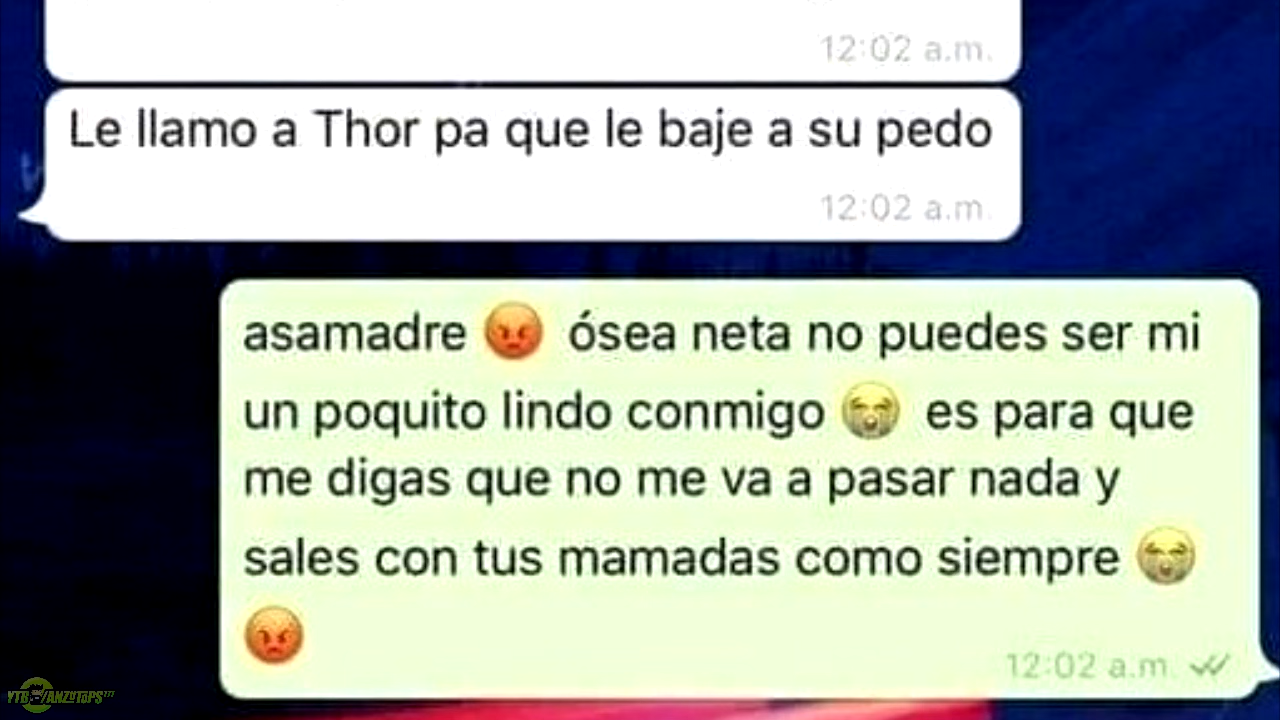 12:02 a.m.
Le llamo a Thor pa que le baje a su pedo
12:02 a.m.
asamadre 😡 ósea neta no puedes ser mi
un poquito lindo conmigo 😭 es para que
me digas que no me va a pasar nada y
sales con tus mamadas como siempre 😭
😡
12:02 a.m.